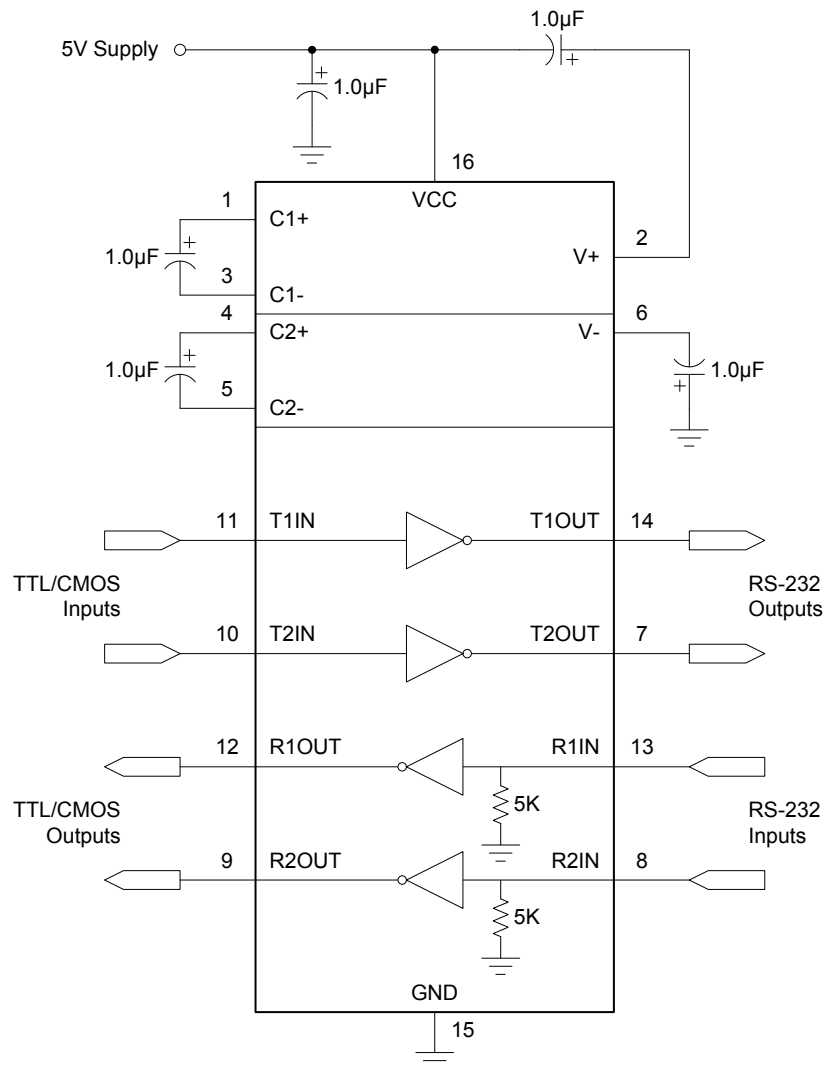 1.0µF
5V Supply
+
+
1.0µF
16
VCC
1
C1+
2
V+
+
1.0µF
3
C1-
4
C2+
6
V-
+
1.0µF
1.0µF
+
5
C2-
11
T1IN
T1OUT
14
TTL/CMOS
Inputs
RS-232
Outputs
10
T2IN
T2OUT
7
12
R1OUT
R1IN
13
5K
TTL/CMOS
Outputs
RS-232
Inputs
9
R2OUT
R2IN
8
5K
GND
15